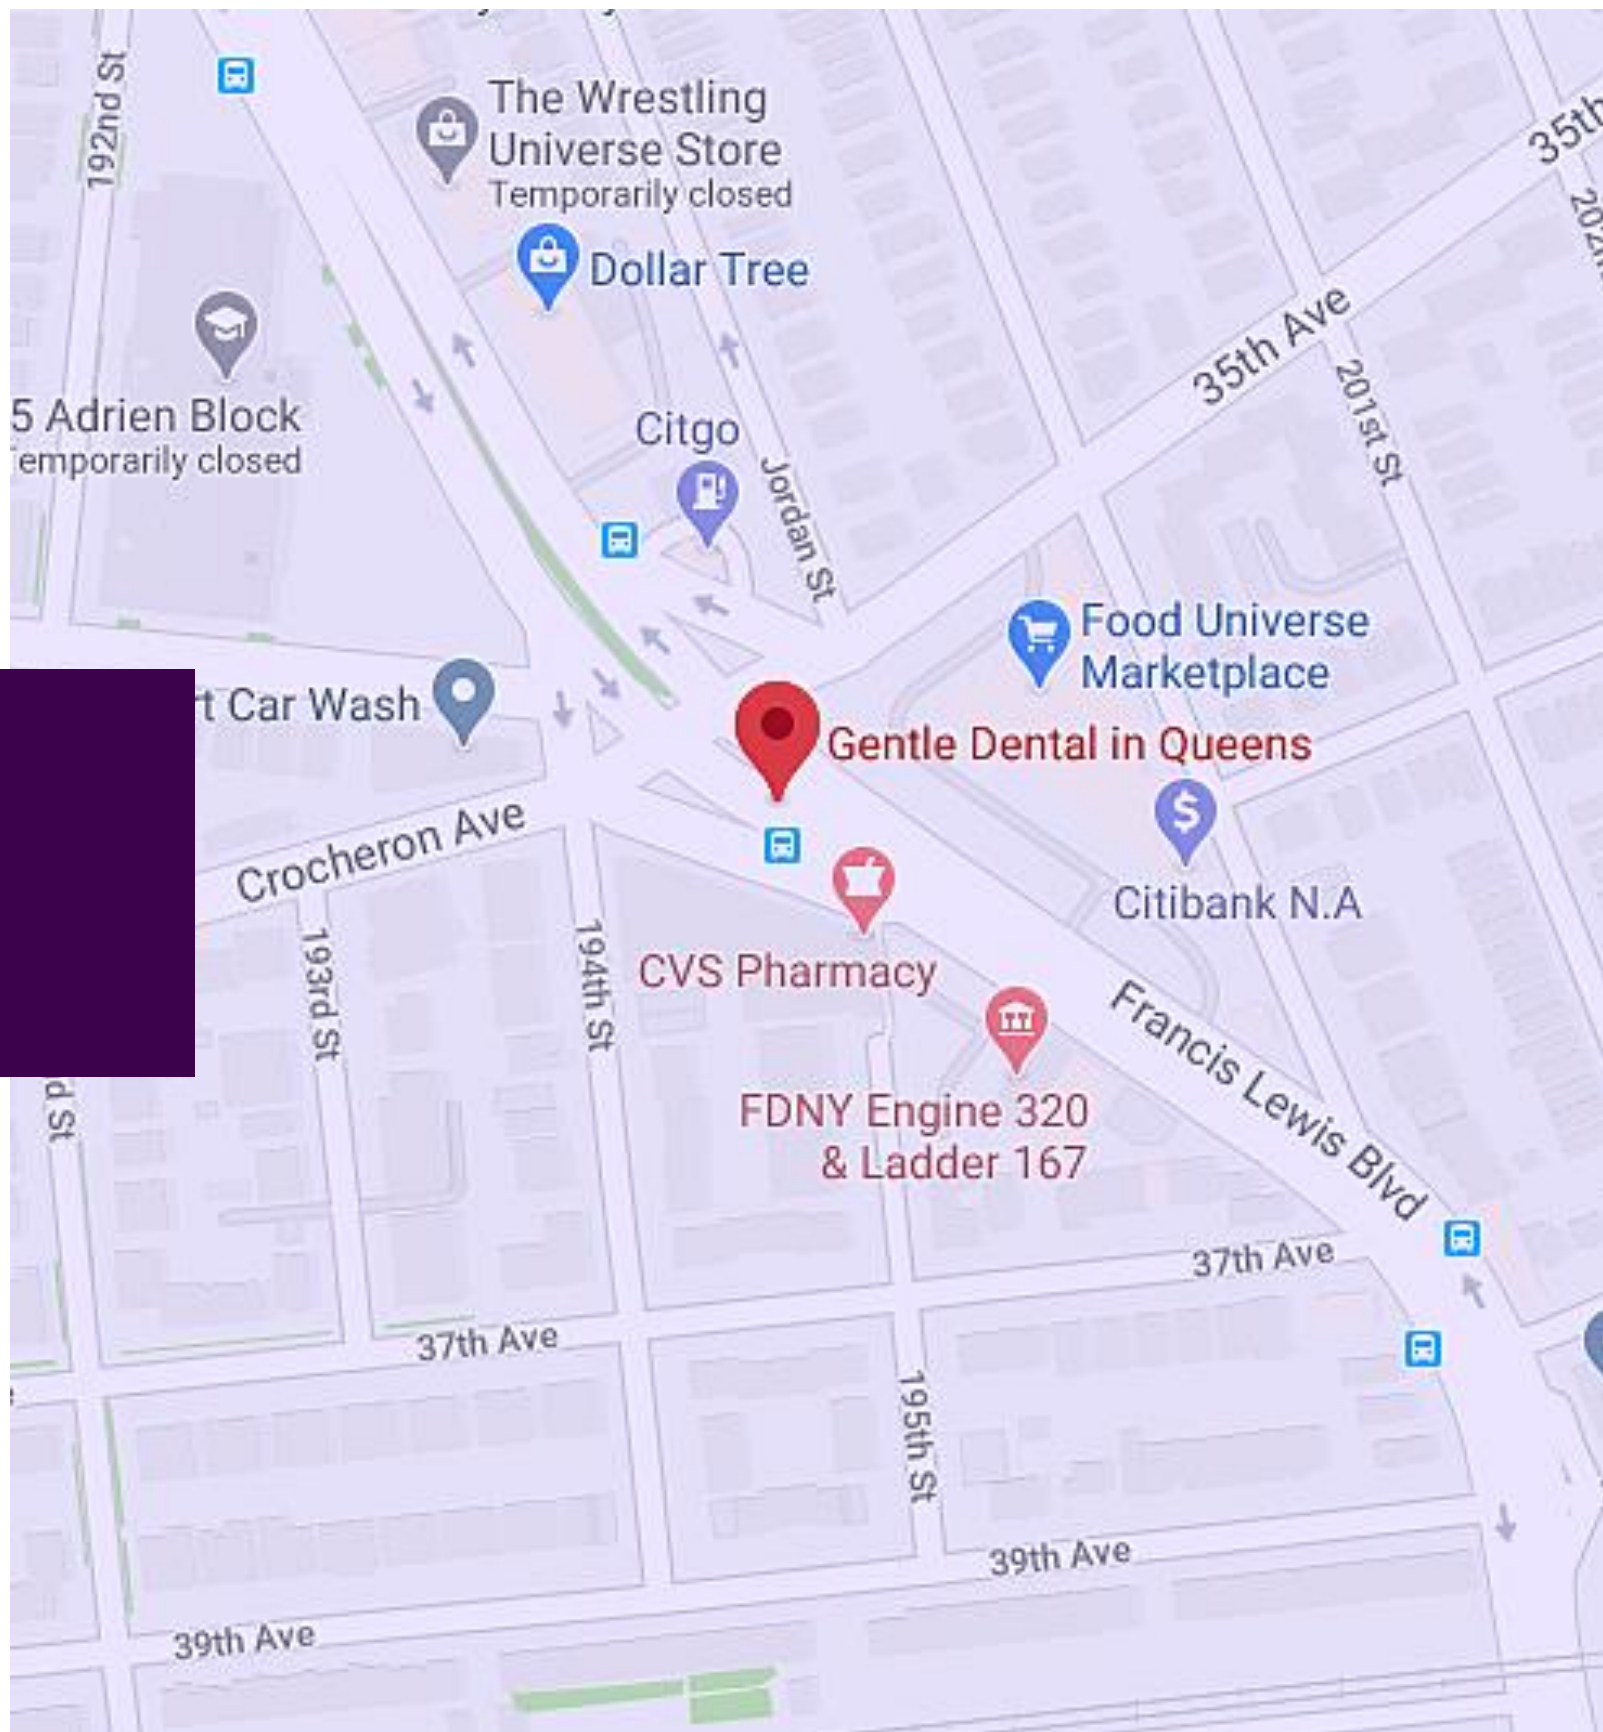 192nd St
The Wrestling
Universe Store
Temporarily closed
35th
202n
Dollar Tree
35th Ave
201st St
5 Adrien Block
emporarily closed
Citgo
Jordan St
Food Universe
Marketplace
rt Car Wash
Gentle Dental in Queens
Crocheron Ave
Citibank N.A
193rd St
194th St
CVS Pharmacy
Francis Lewis Blvd
d St
FDNY Engine 320
& Ladder 167
37th Ave
37th Ave
195th St
39th Ave
39th Ave